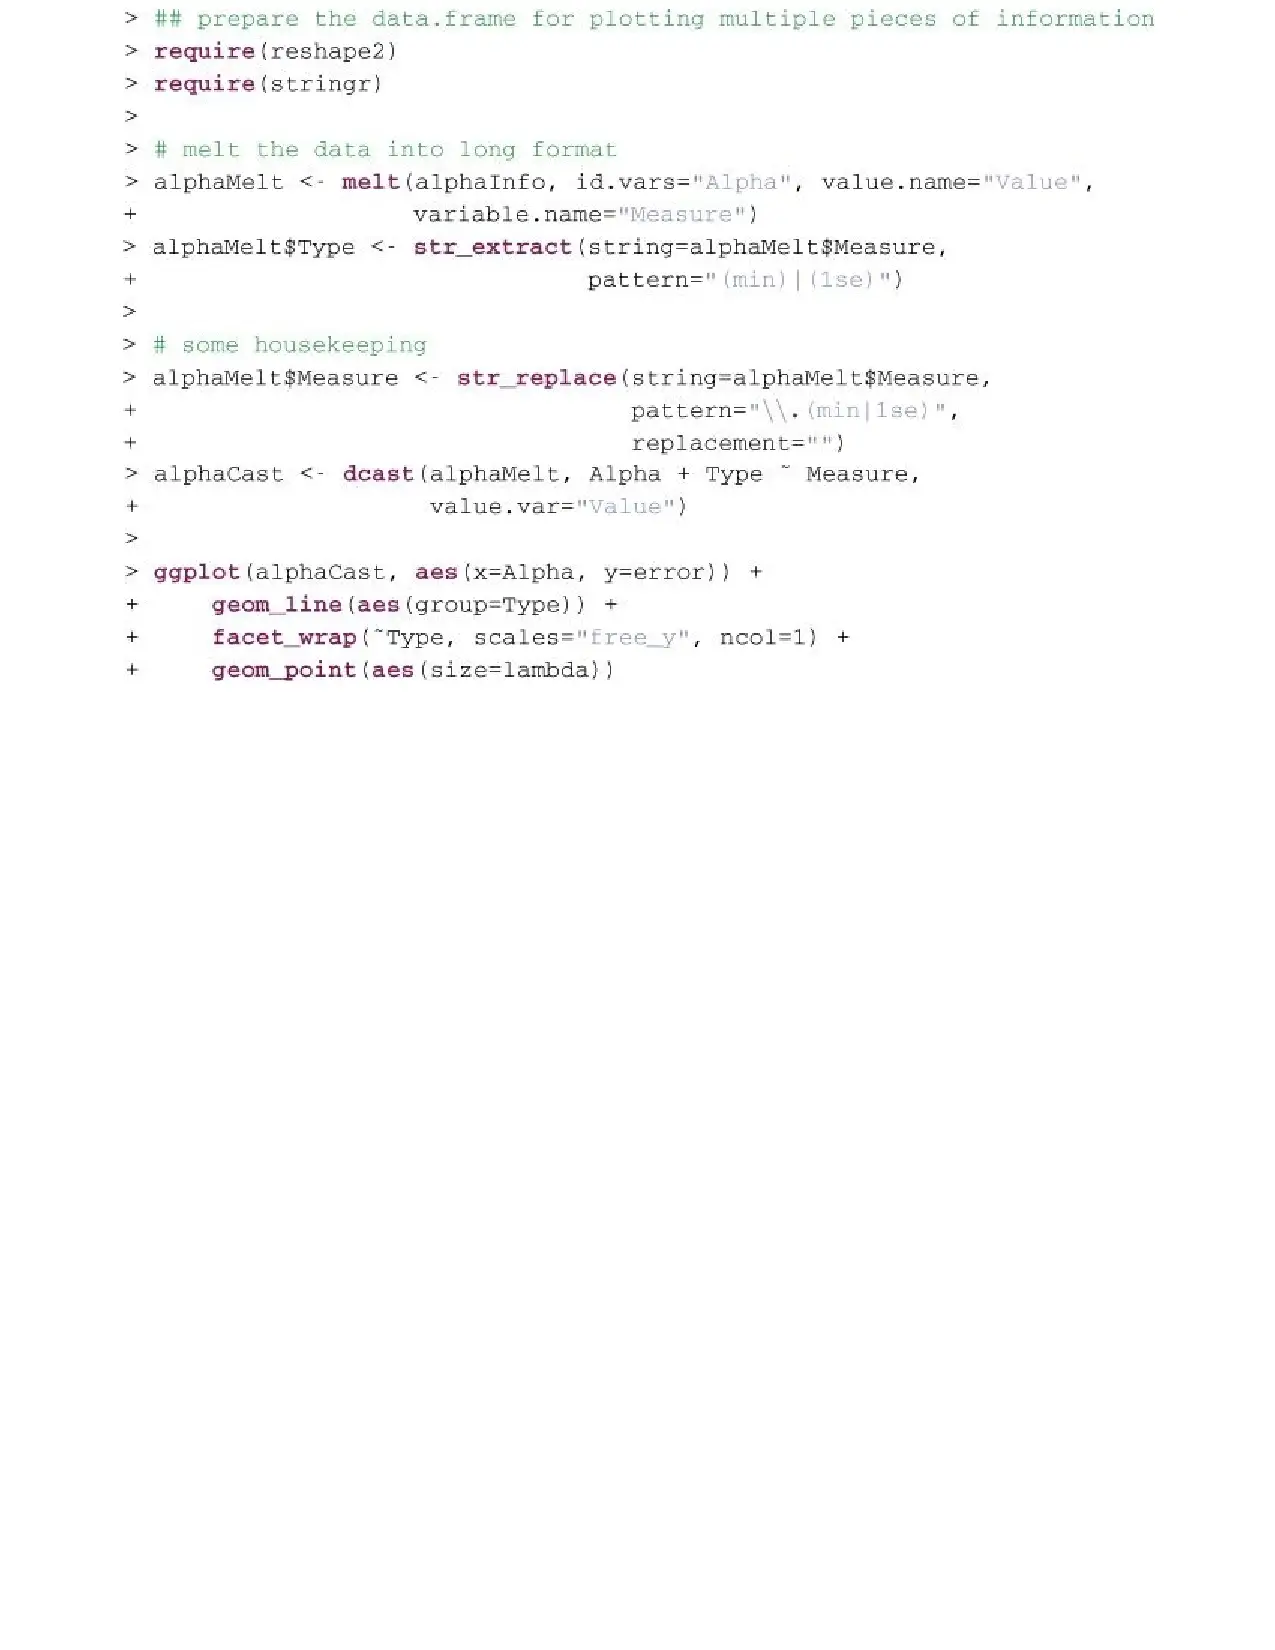 > ## prepare the data.frame for plotting multiple pieces of information
> require(reshape2)
> require(stringr)
>
> # melt the data into long format
> alphaMelt <- melt(alphaInfo, id.vars="Alpha", value.name="Value",
+                   variable.name="Measure")
> alphaMelt$Type <- str_extract(string=alphaMelt$Measure,
+                               pattern="(min)|(1se)")
>
> # some housekeeping
> alphaMelt$Measure <- str_replace(string=alphaMelt$Measure,
+                                  pattern="\\.(min|1se)",
+                                  replacement="")
> alphaCast <- dcast(alphaMelt, Alpha + Type ~ Measure,
+                    value.var="Value")
>
> ggplot(alphaCast, aes(x=Alpha, y=error)) +
+     geom_line(aes(group=Type)) +
+     facet_wrap(~Type, scales="free_y", ncol=1) +
+     geom_point(aes(size=lambda))